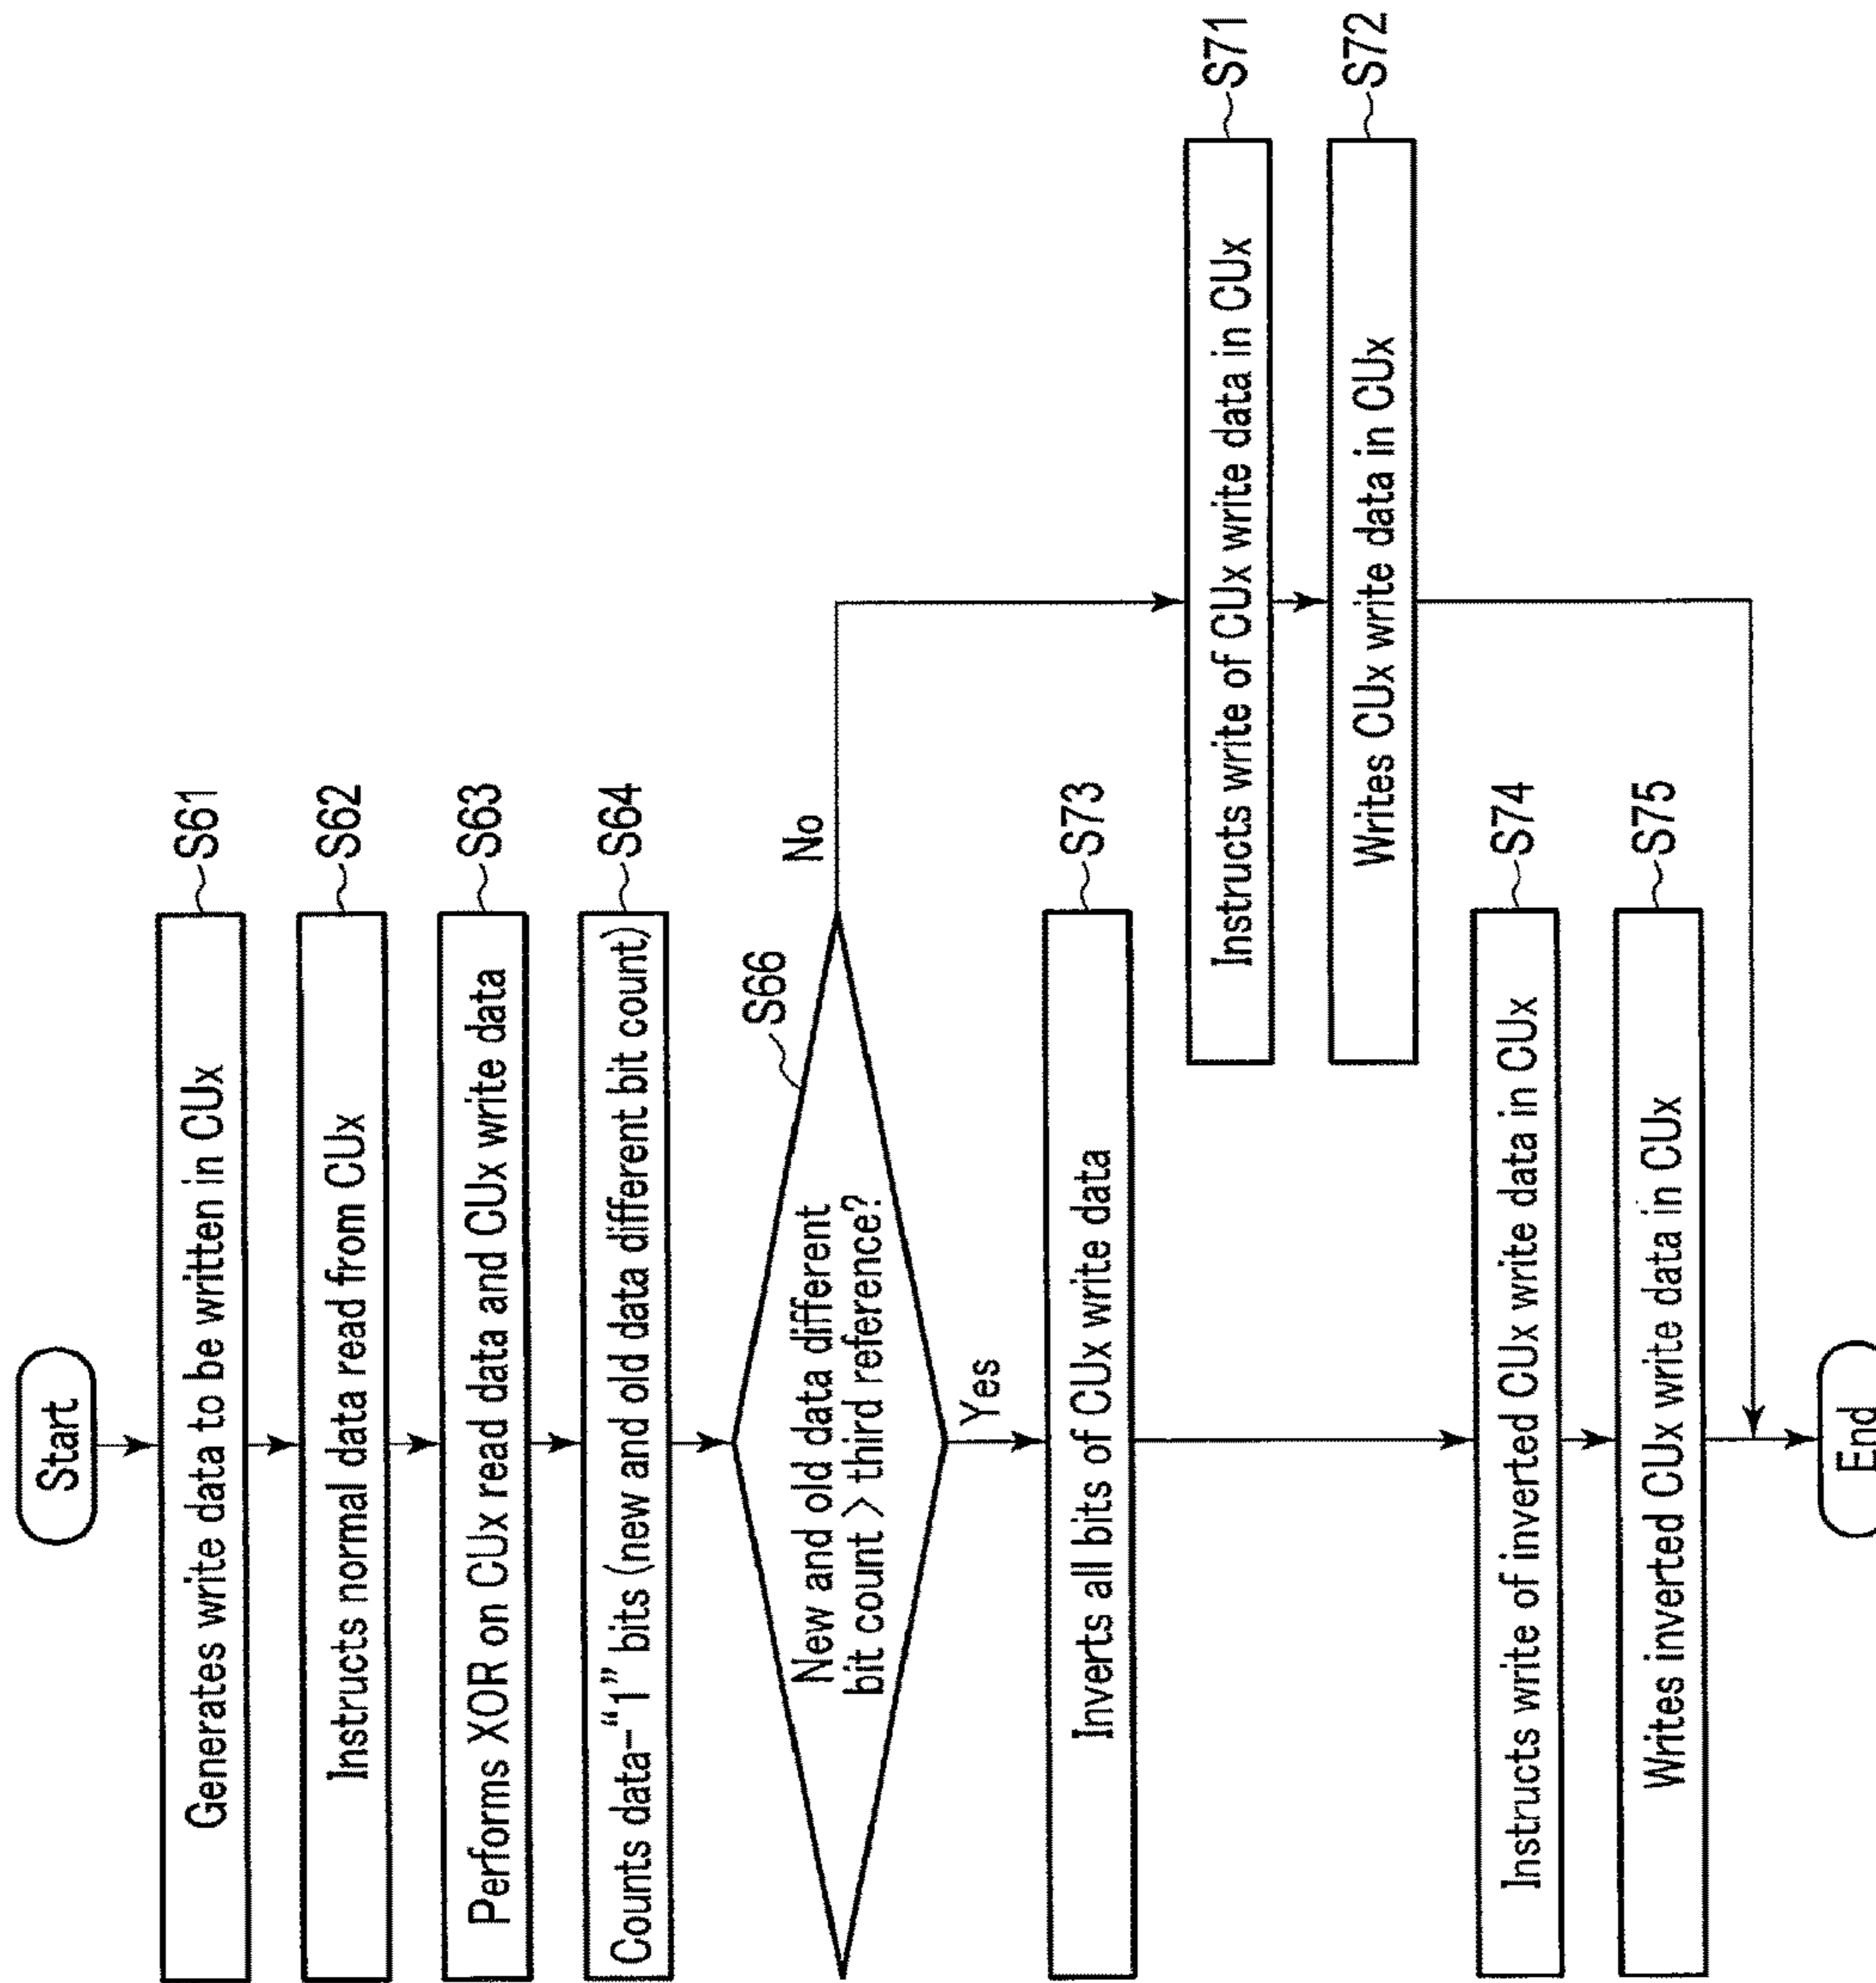 Start
Generates write data to be written in CUx
S61
Instructs normal data read from CUx
S62
Performs XOR on CUx read data and CUx write data
S63
Counts data-“1” bits (new and old data different bit count)
S64
S66
New and old data different
bit count > third reference?
No
Yes
Inverts all bits of CUx write data
S73
Instructs write of CUx write data in CUx
S71
Writes CUx write data in CUx
S72
Instructs write of inverted CUx write data in CUx
S74
Writes inverted CUx write data in CUx
S75
End